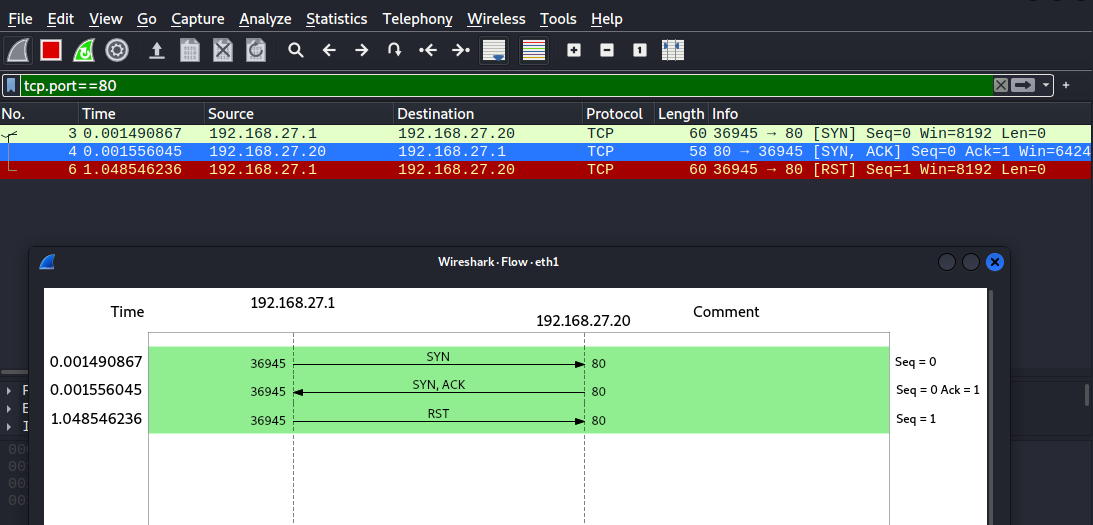 File Edit View Go Capture Analyze Statistics Telephony Wireless Tools Help
tcp.port==80
No. Time Source Destination Protocol Length Info
3 0.001490867 192.168.27.1 192.168.27.20 TCP 60 36945 → 80 [SYN] Seq=0 Win=8192 Len=0
4 0.001556045 192.168.27.20 192.168.27.1 TCP 58 80 → 36945 [SYN, ACK] Seq=0 Ack=1 Win=6424
6 1.048546236 192.168.27.1 192.168.27.20 TCP 60 36945 → 80 [RST] Seq=1 Win=8192 Len=0
Wireshark · Flow · eth1
Time 192.168.27.1 192.168.27.20 Comment
0.001490867 36945 SYN 80 Seq = 0
0.001556045 36945 SYN, ACK 80 Seq = 0 Ack = 1
1.048546236 36945 RST 80 Seq = 1